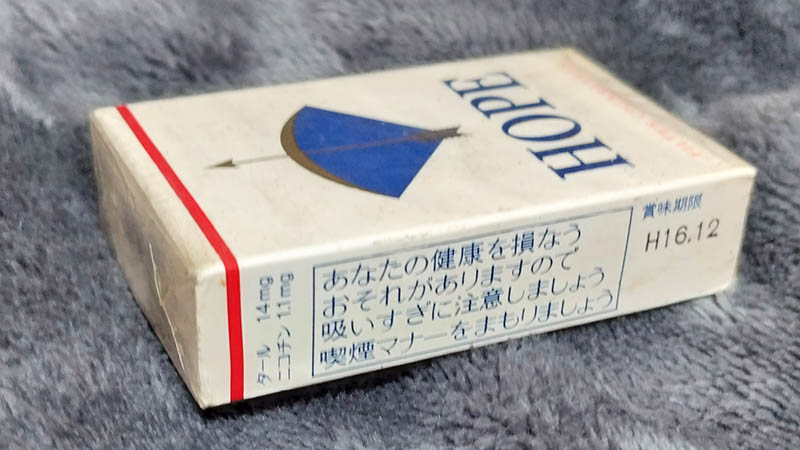 HOPE
タール 14mg
ニコチン 1.1mg
あなたの健康を損なう
おそれがありますので
吸いすぎに注意しましょう
喫煙マナーをまもりましょう
賞味期限
H16.12